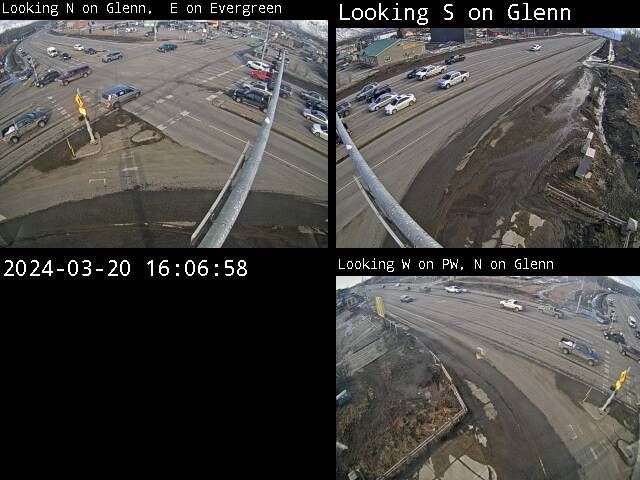 Looking N on Glenn,  E on Evergreen
Looking S on Glenn
2024-03-20 16:06:58
Looking W on PW, N on Glenn